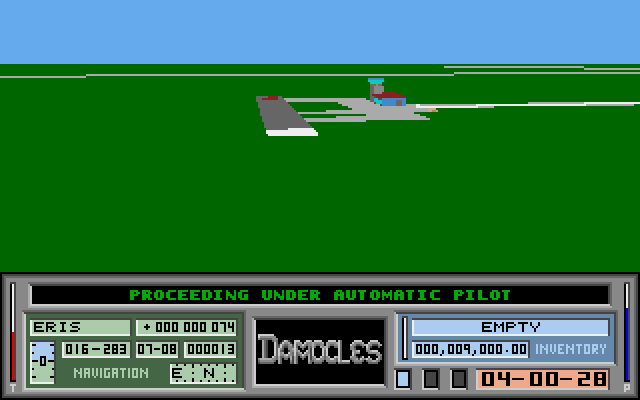 PROCEEDING UNDER AUTOMATIC PILOT
ERIS
+ 000 000 074
016-283
07-08
000013
NAVIGATION
E N
DAMOCLES
EMPTY
000,009,000.00
INVENTORY
04-00-28
T
P